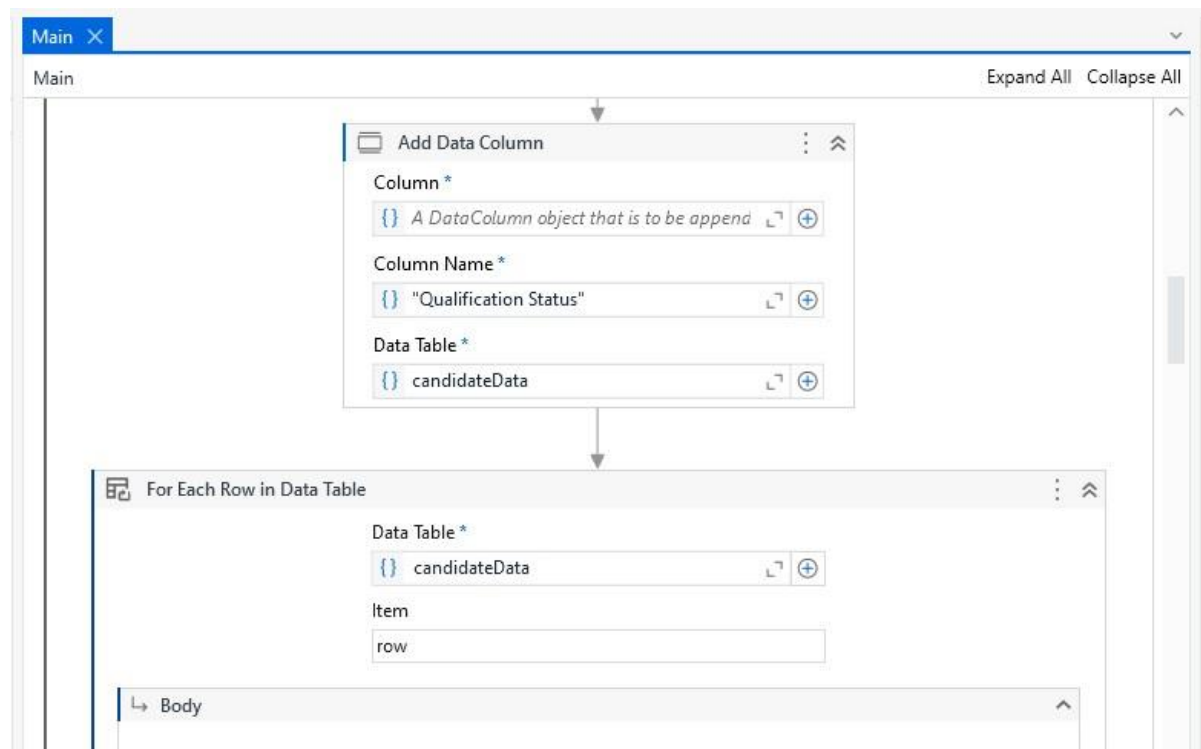 Main
Main
Expand All Collapse All
Add Data Column
Column *
{} A DataColumn object that is to be append
Column Name *
{} "Qualification Status"
Data Table *
{} candidateData
For Each Row in Data Table
Data Table *
{} candidateData
Item
row
Body